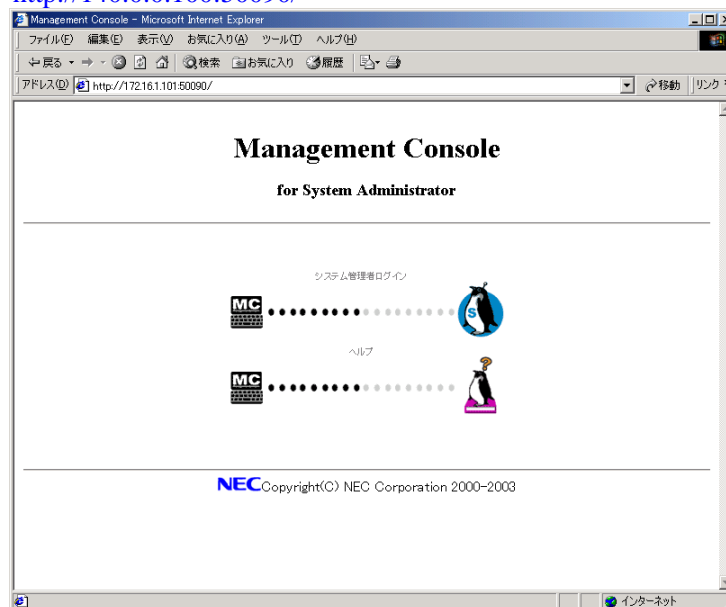 Management Console - Microsoft Internet Explorer
ファイル(F) 編集(E) 表示(V) お気に入り(A) ツール(T) ヘルプ(H)
戻る 検索 お気に入り 履歴
アドレス(D) http://172.16.1.101:50090/ 移動 リンク
Management Console
for System Administrator
システム管理者ログイン
MC S
ヘルプ
MC ?
NEC Copyright(C) NEC Corporation 2000-2003
インターネット